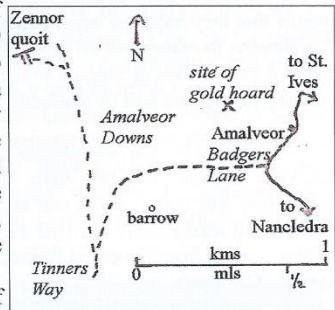 Zennor
quoit
N
to St.
Ives
site of
gold hoard
Amalveor
Downs
Amalveor
Badgers
Lane
barrow
to
Nancledra
kms
1
Tinners
Way
0
mls
1/2